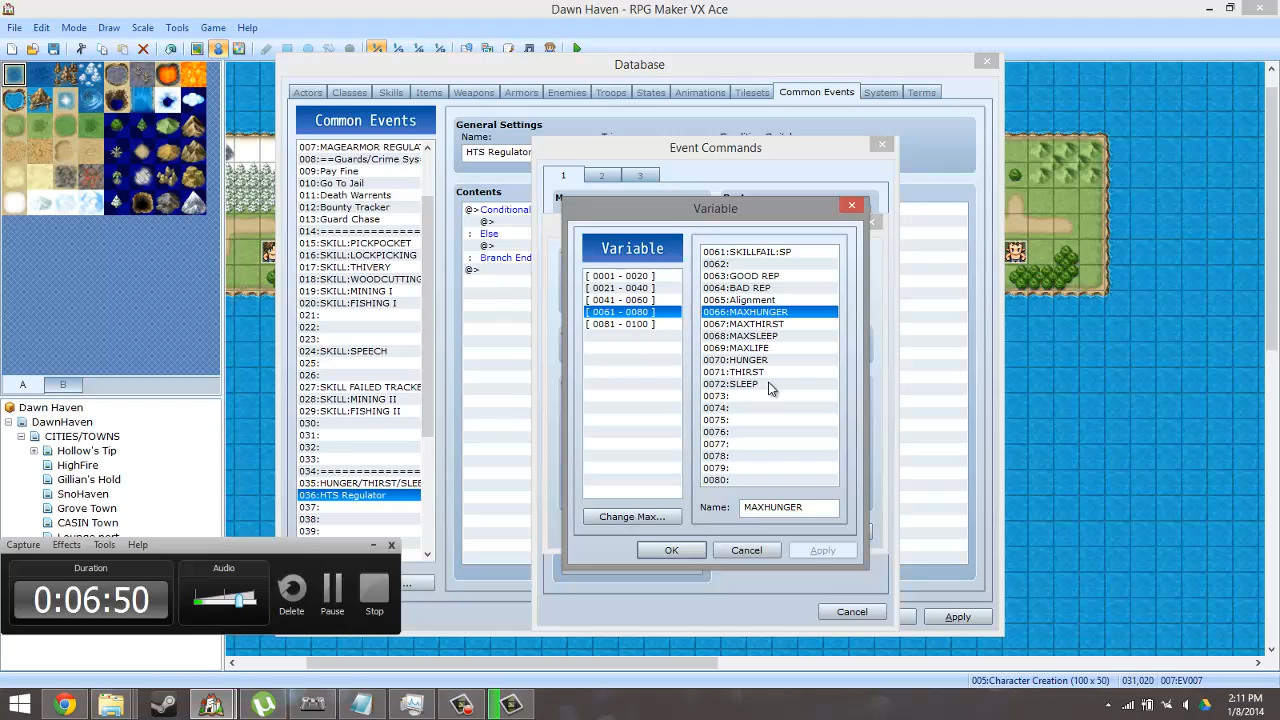 Dawn Haven - RPG Maker VX Ace
File Edit Mode Draw Scale Tools Game Help
Database
Actors Classes Skills Items Weapons Armors Enemies Troops States Animations Tilesets Common Events System Terms
Common Events
007:MAGEARMOR REGULA
008:==Guards/Crime Sys
009:Pay Fine
010:Go To Jail
011:Death Warrents
012:Bounty Tracker
013:Guard Chase
014:==============
015:SKILL:PICKPOCKET
016:SKILL:LOCKPICKING
017:SKILL:THIVERY
018:SKILL:WOODCUTTING
019:SKILL:MINING I
020:SKILL:FISHING I
021:
022:
023:
024:SKILL:SPEECH
025:
026:
027:SKILL FAILED TRACKE
028:SKILL:MINING II
029:SKILL:FISHING II
030:
031:
032:
033:
034:==============
035:HUNGER/THIRST/SLEE
036:HTS Regulator
037:
038:
039:
General Settings
Name:
HTS Regulator
Contents
@>Conditional
@>
: Else
@>
: Branch End
@>
Event Commands
1 2 3
Variable
Variable
[ 0001 - 0020 ]
[ 0021 - 0040 ]
[ 0041 - 0060 ]
[ 0061 - 0080 ]
[ 0081 - 0100 ]
Change Max...
0061:SKILLFAIL:SP
0062:
0063:GOOD REP
0064:BAD REP
0065:Alignment
0066:MAXHUNGER
0067:MAXTHIRST
0068:MAXSLEEP
0069:MAXLIFE
0070:HUNGER
0071:THIRST
0072:SLEEP
0073:
0074:
0075:
0076:
0077:
0078:
0079:
0080:
Name: MAXHUNGER
OK Cancel Apply
Cancel
Apply
A B
Dawn Haven
DawnHaven
CITIES/TOWNS
Hollow's Tip
HighFire
Gillian's Hold
SnoHaven
Grove Town
CASIN Town
Capture Effects Tools Help
Duration
0:06:50
Audio
Delete Pause Stop
005:Character Creation (100 x 50) 031,020 007:EV007
2:11 PM
1/8/2014